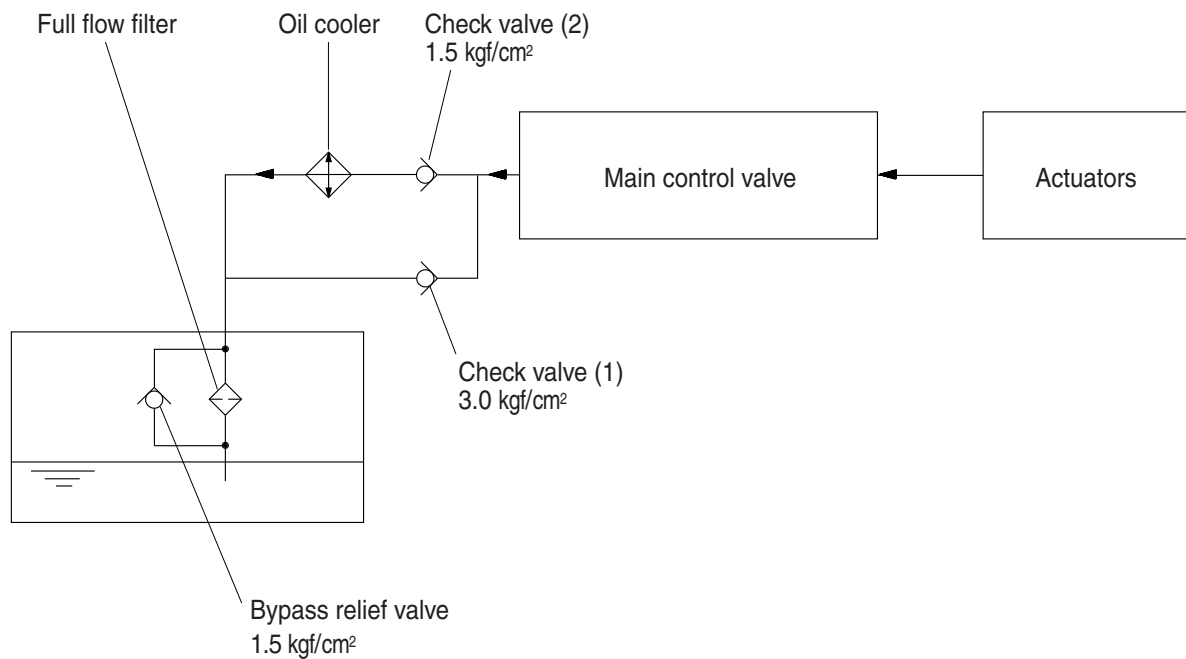 Full flow filter
Oil cooler
Check valve (2)
1.5 kgf/cm²
Main control valve
Actuators
Check valve (1)
3.0 kgf/cm²
Bypass relief valve
1.5 kgf/cm²